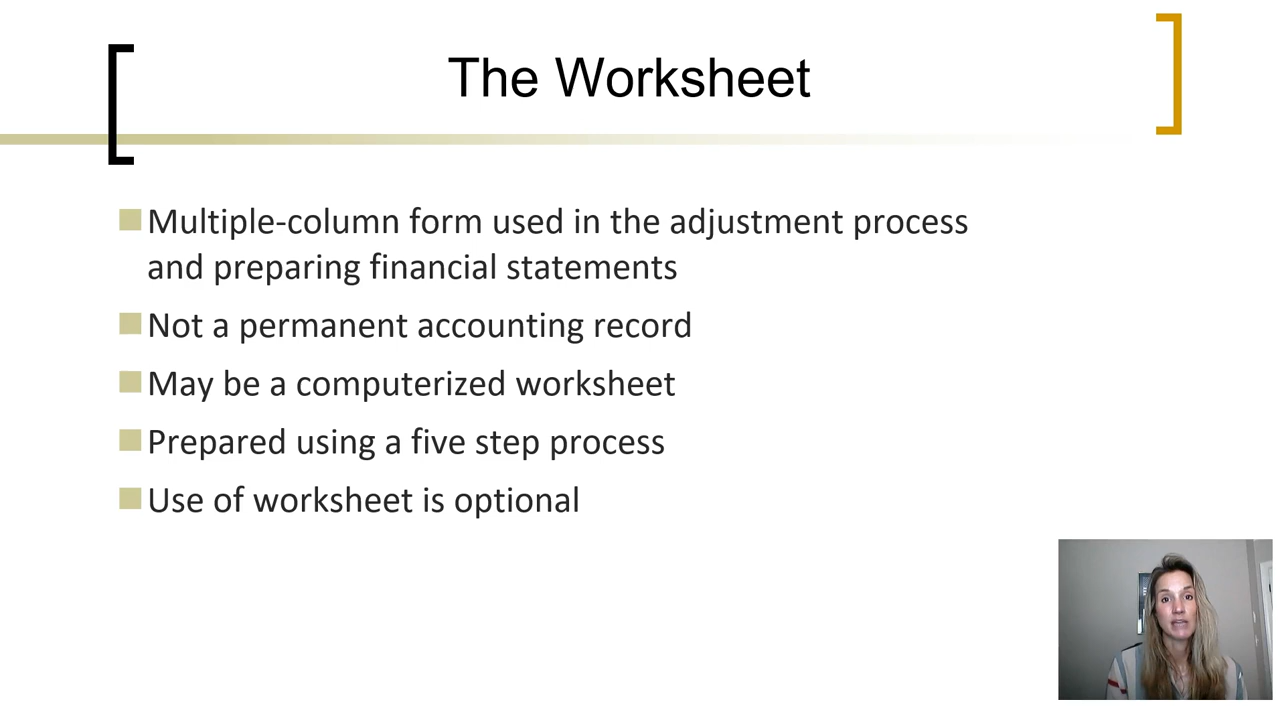 The Worksheet
Multiple-column form used in the adjustment process
and preparing financial statements
Not a permanent accounting record
May be a computerized worksheet
Prepared using a five step process
Use of worksheet is optional